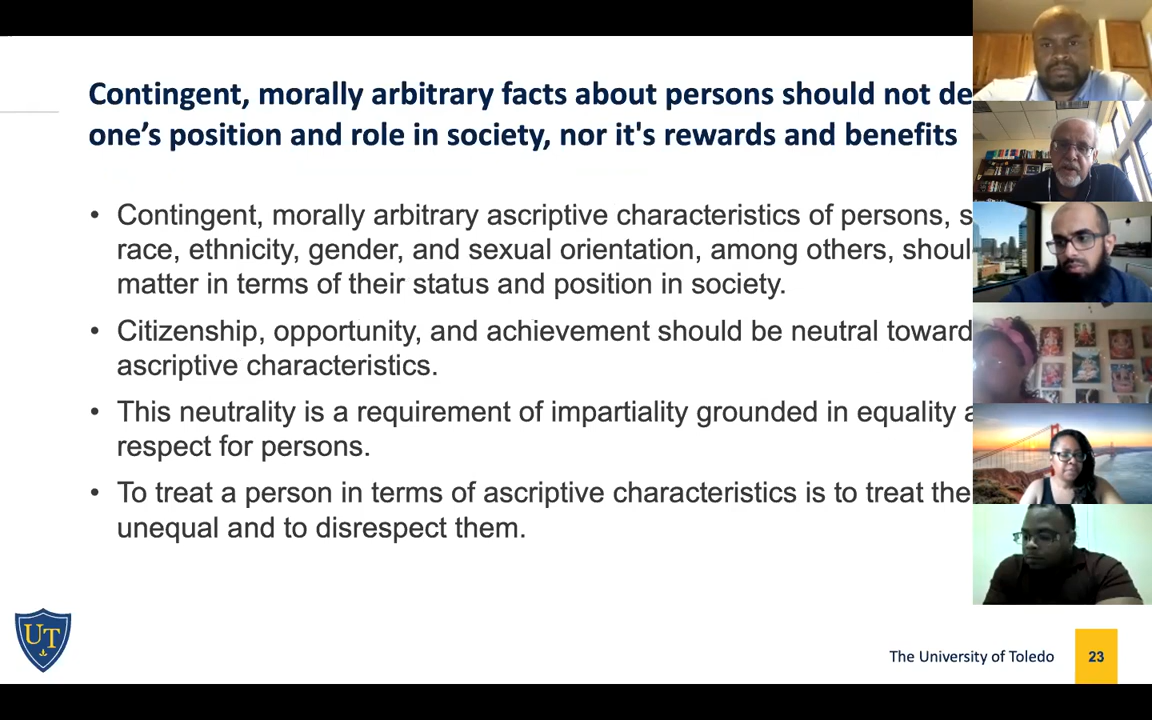 Contingent, morally arbitrary facts about persons should not de
one's position and role in society, nor it's rewards and benefits
• Contingent, morally arbitrary ascriptive characteristics of persons, s
race, ethnicity, gender, and sexual orientation, among others, shoul
matter in terms of their status and position in society.
• Citizenship, opportunity, and achievement should be neutral toward
ascriptive characteristics.
• This neutrality is a requirement of impartiality grounded in equality a
respect for persons.
• To treat a person in terms of ascriptive characteristics is to treat the
unequal and to disrespect them.
UT
The University of Toledo
23